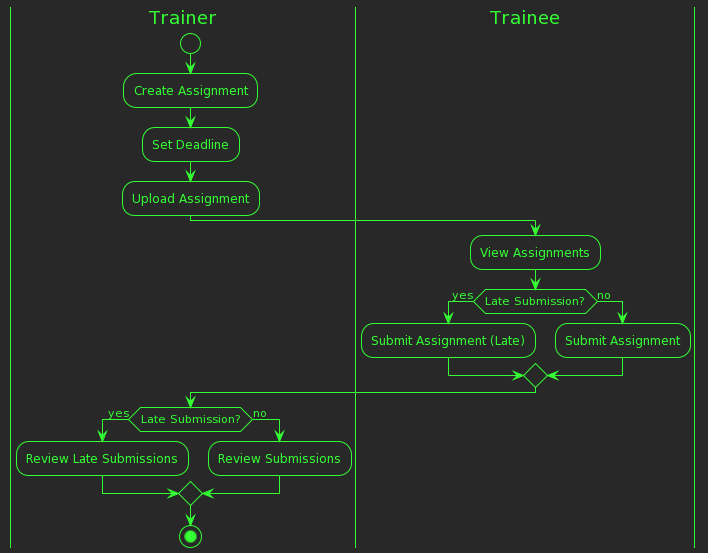 Trainer
Trainee
Create Assignment
Set Deadline
Upload Assignment
View Assignments
yes
Late Submission?
no
Submit Assignment (Late)
Submit Assignment
yes
Late Submission?
no
Review Late Submissions
Review Submissions